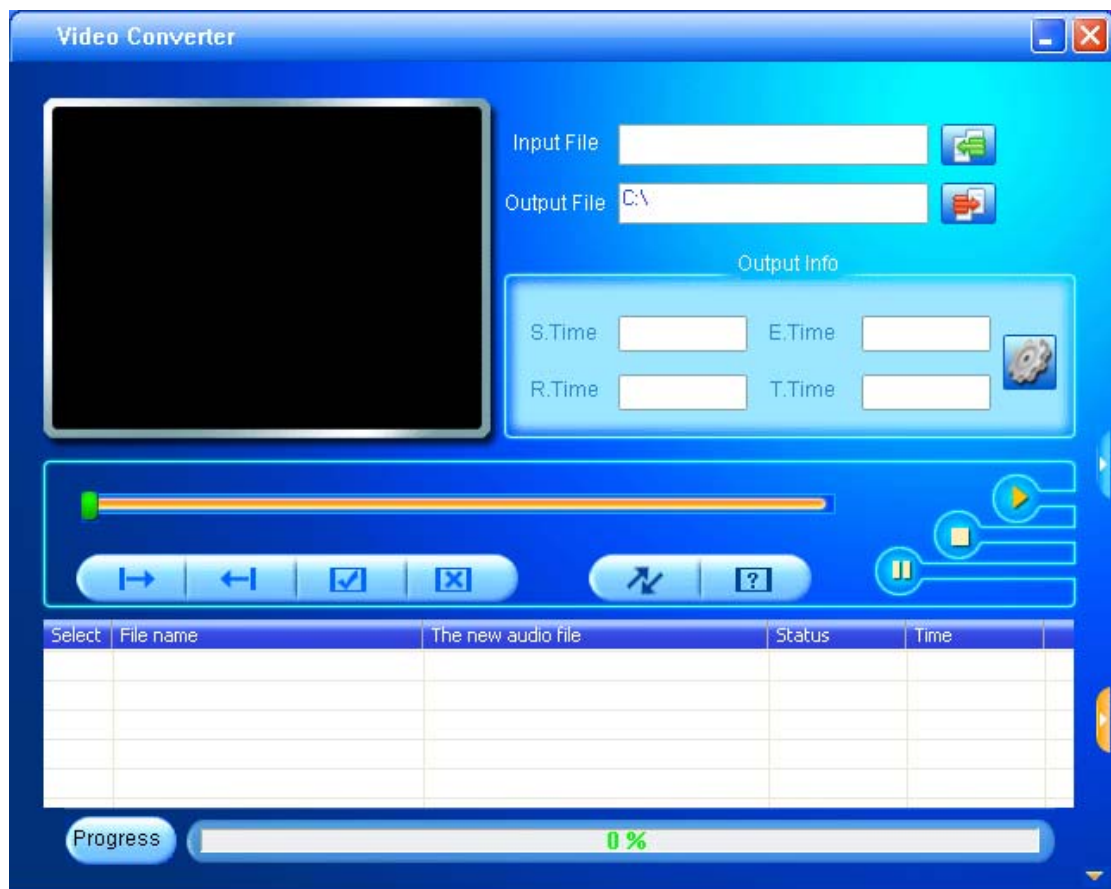 Video Converter
Input File
Output File C:\
Output Info
S.Time E.Time
R.Time T.Time
?
Select File name The new audio file Status Time
Progress 0 %